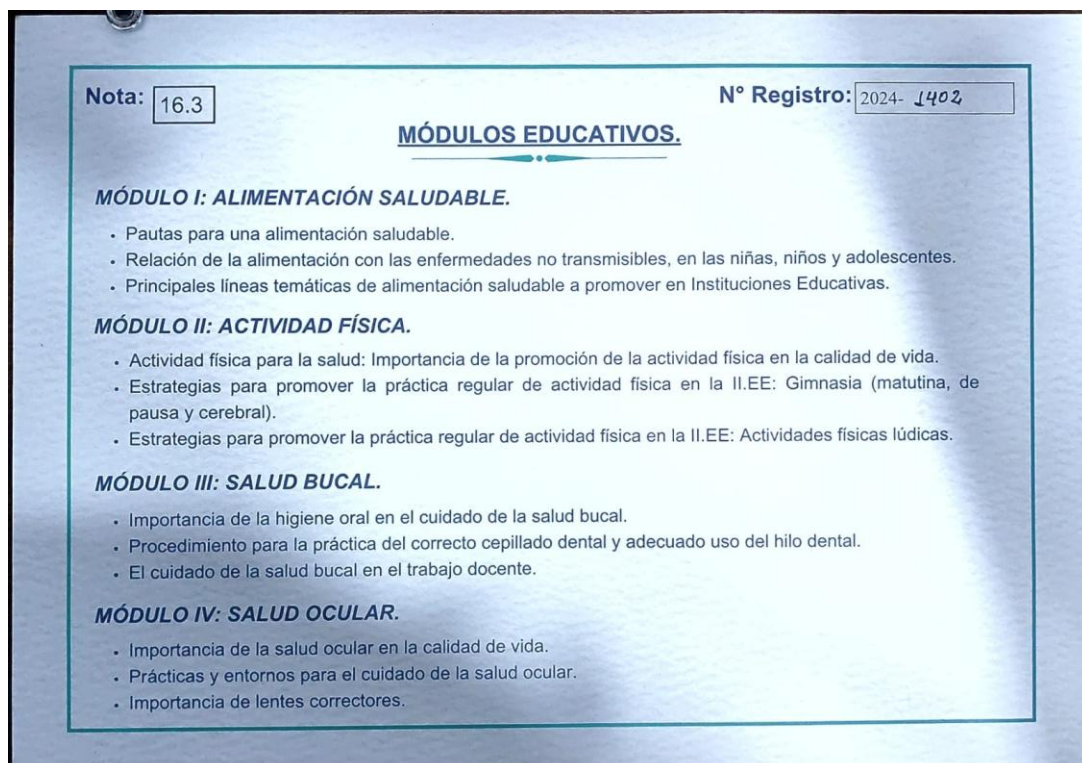 Nota: 16.3
N° Registro: 2024- 1402
MÓDULOS EDUCATIVOS.
MÓDULO I: ALIMENTACIÓN SALUDABLE.
• Pautas para una alimentación saludable.
• Relación de la alimentación con las enfermedades no transmisibles, en las niñas, niños y adolescentes.
• Principales líneas temáticas de alimentación saludable a promover en Instituciones Educativas.
MÓDULO II: ACTIVIDAD FÍSICA.
• Actividad física para la salud: Importancia de la promoción de la actividad física en la calidad de vida.
• Estrategias para promover la práctica regular de actividad física en la II.EE: Gimnasia (matutina, de
pausa y cerebral).
• Estrategias para promover la práctica regular de actividad física en la II.EE: Actividades físicas lúdicas.
MÓDULO III: SALUD BUCAL.
• Importancia de la higiene oral en el cuidado de la salud bucal.
• Procedimiento para la práctica del correcto cepillado dental y adecuado uso del hilo dental.
• El cuidado de la salud bucal en el trabajo docente.
MÓDULO IV: SALUD OCULAR.
• Importancia de la salud ocular en la calidad de vida.
• Prácticas y entornos para el cuidado de la salud ocular.
• Importancia de lentes correctores.